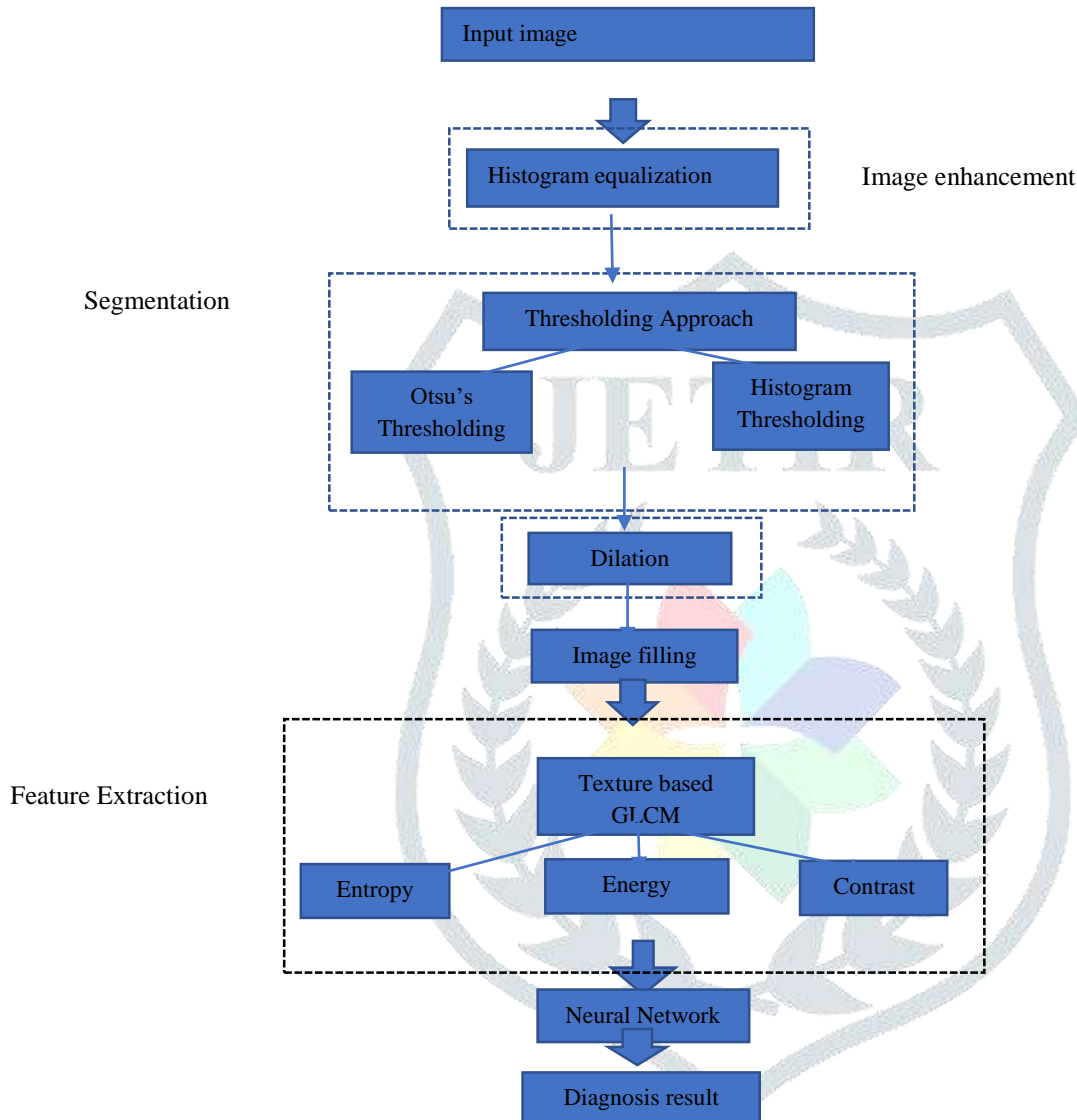 Input image
Histogram equalization
Image enhancement
Segmentation
Thresholding Approach
Otsu's
Thresholding
Histogram
Thresholding
JETIR
Dilation
Image filling
Feature Extraction
Texture based
GLCM
Entropy
Energy
Contrast
Neural Network
Diagnosis result